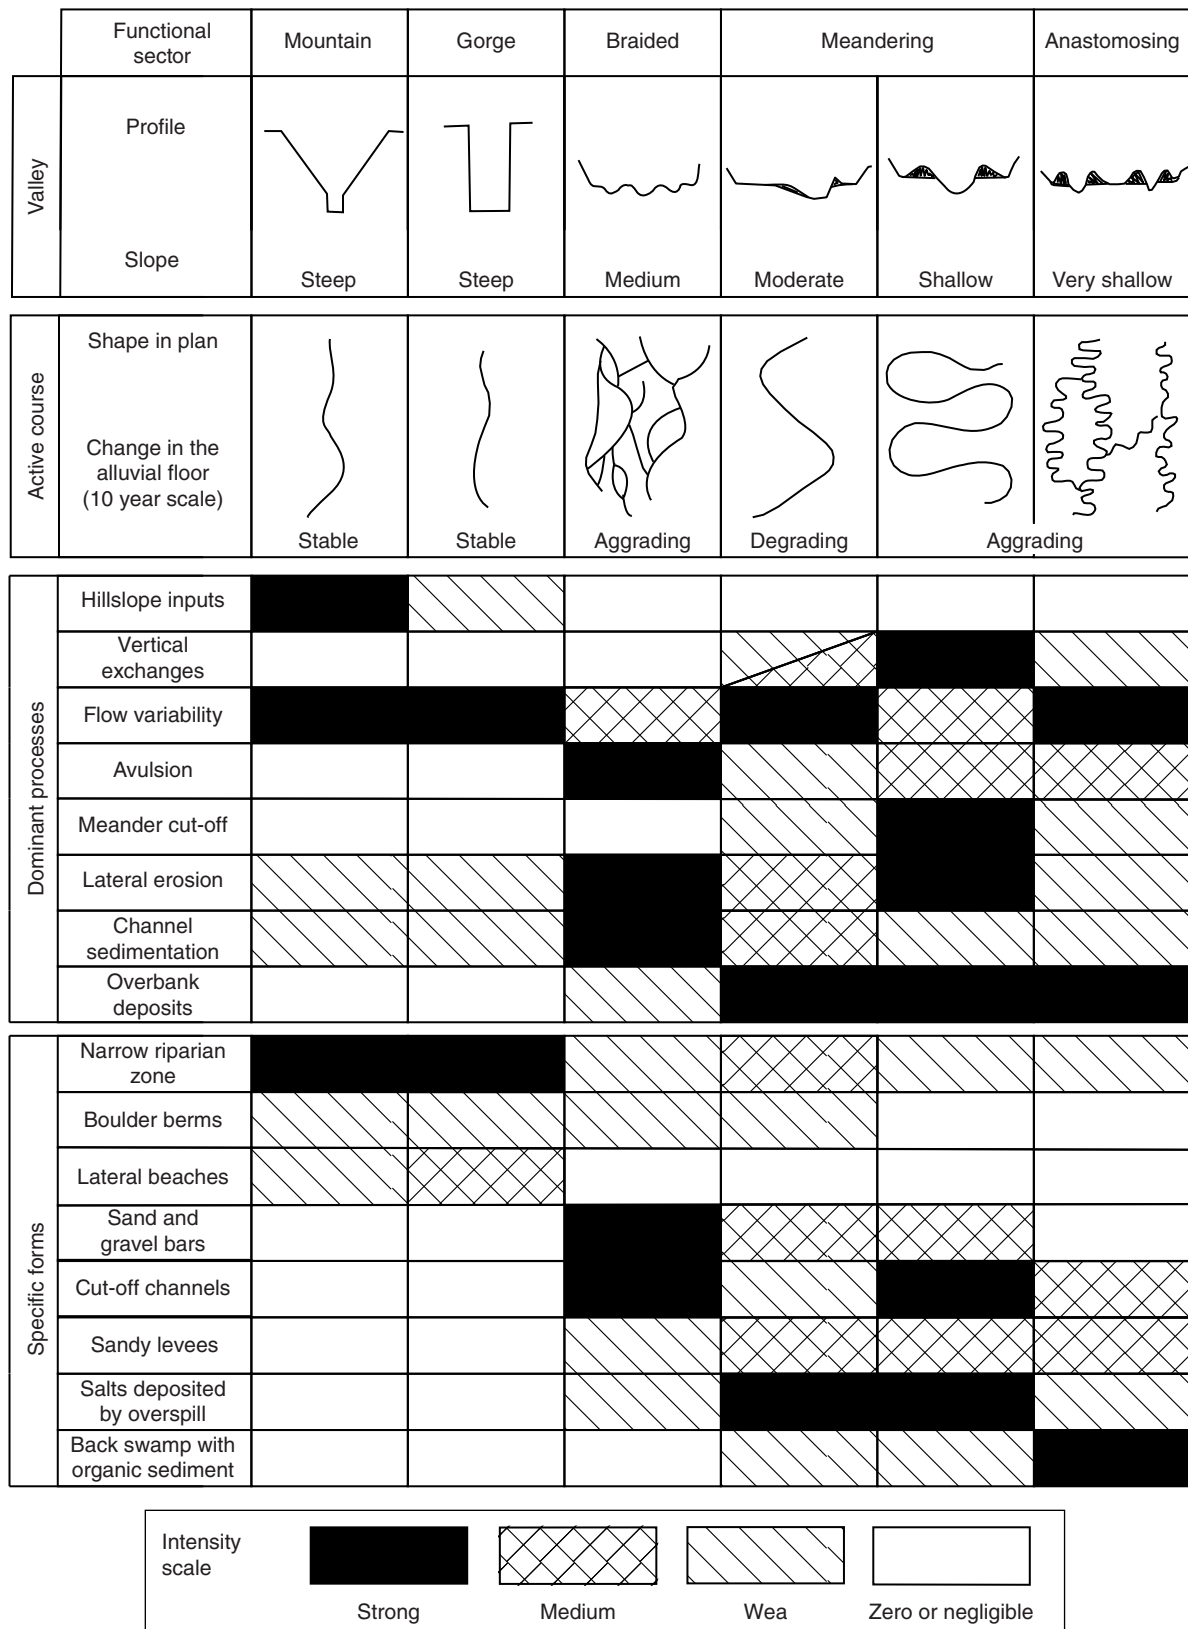 Functional
sector
Mountain
Gorge
Braided
Meandering
Anastomosing
Valley
Profile
Slope
Steep
Steep
Medium
Moderate
Shallow
Very shallow
Active course
Shape in plan
Change in the
alluvial floor
(10 year scale)
Stable
Stable
Aggrading
Degrading
Aggrading
Dominant processes
Hillslope inputs
Vertical
exchanges
Flow variability
Avulsion
Meander cut-off
Lateral erosion
Channel
sedimentation
Overbank
deposits
Specific forms
Narrow riparian
zone
Boulder berms
Lateral beaches
Sand and
gravel bars
Cut-off channels
Sandy levees
Salts deposited
by overspill
Back swamp with
organic sediment
Intensity
scale
Strong
Medium
Wea
Zero or negligible